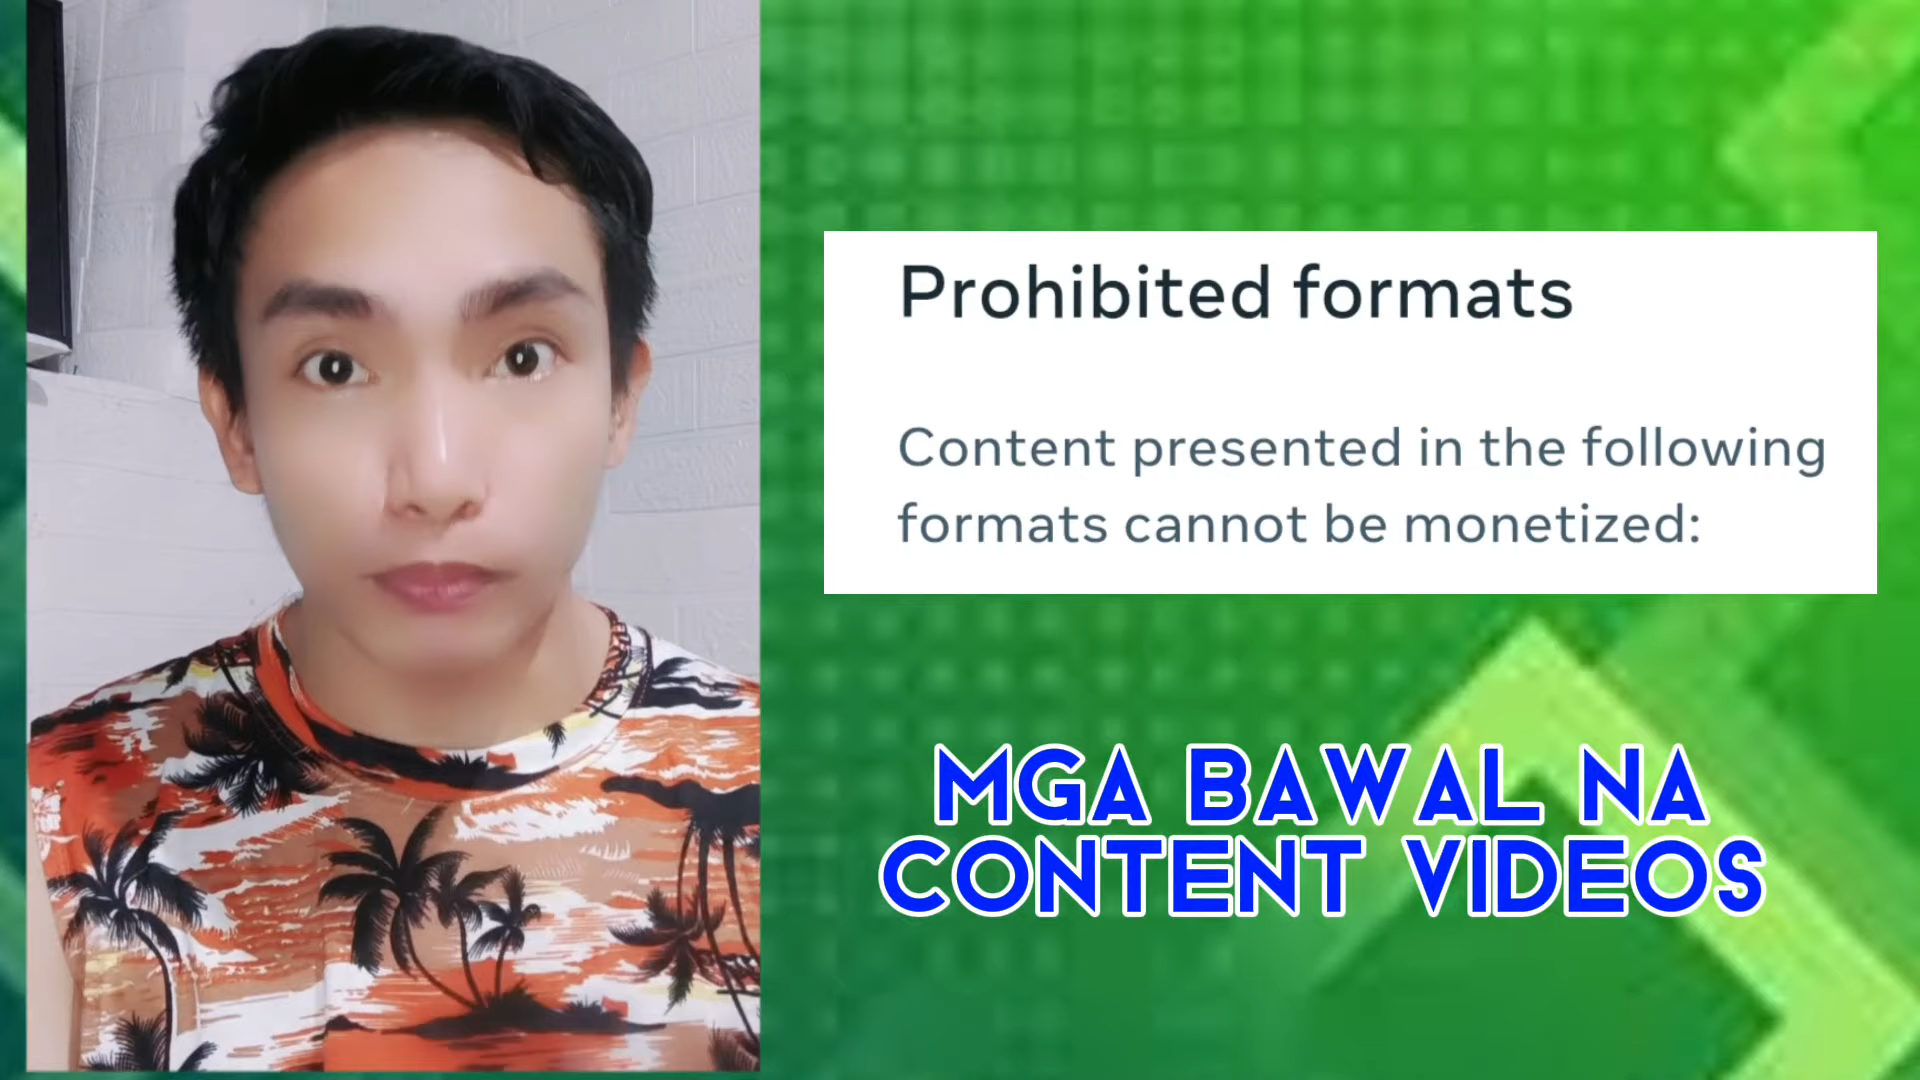 Prohibited formats
Content presented in the following
formats cannot be monetized:
MGA BAWAL NA
CONTENT VIDEOS